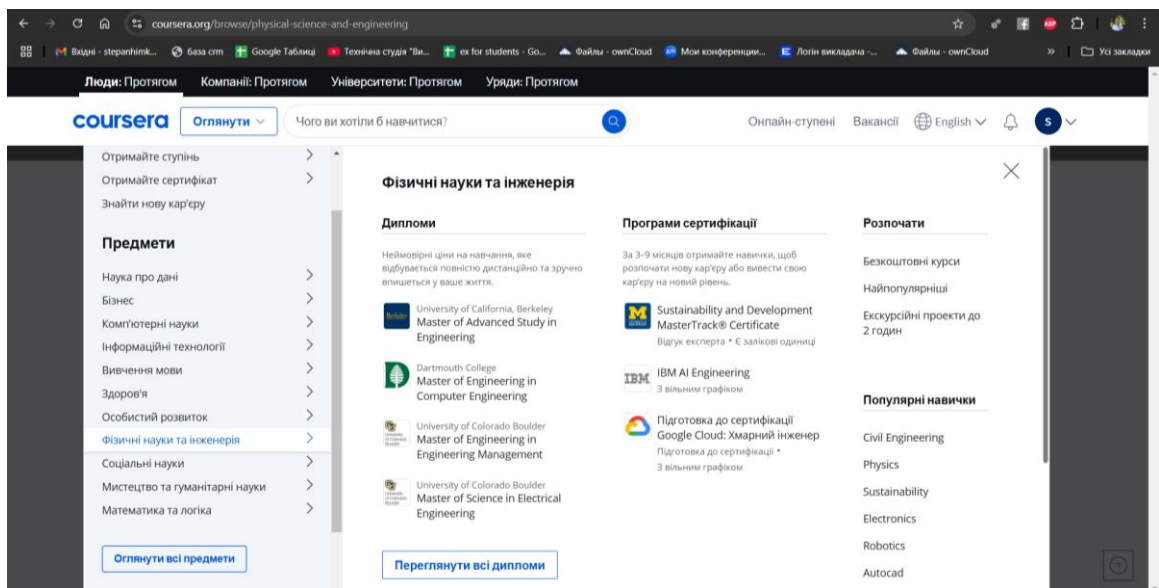 coursera.org/browse/physical-science-and-engineering
Вхідні - stepanhimk...
база crm
Google Таблиці
Технічна студія "Ви...
ex for students - Go...
Файлы - ownCloud
Мои конференции...
Логін викладача -...
Файлы - ownCloud
»
Усі закладки
Люди: Протягом
Компанії: Протягом
Університети: Протягом
Уряди: Протягом
coursera
Оглянути
Чого ви хотіли б навчитися?
Онлайн-ступені
Вакансії
English
S
Отримайте ступінь
Отримайте сертифікат
Знайти нову кар'єру
Предмети
Наука про дані
Бізнес
Комп'ютерні науки
Інформаційні технології
Вивчення мови
Здоров'я
Особистий розвиток
Фізичні науки та інженерія
Соціальні науки
Мистецтво та гуманітарні науки
Математика та логіка
Оглянути всі предмети
Фізичні науки та інженерія
Дипломи
Неймовірні ціни на навчання, яке
відбувається повністю дистанційно та зручно
впишеться у ваше життя.
Berkeley
University of California, Berkeley
Master of Advanced Study in
Engineering
Dartmouth College
Master of Engineering in
Computer Engineering
University of Colorado Boulder
Master of Engineering in
Engineering Management
University of Colorado Boulder
Master of Science in Electrical
Engineering
Переглянути всі дипломи
Програми сертифікації
За 3–9 місяців отримайте навички, щоб
розпочати нову кар'єру або вивести свою
кар'єру на новий рівень.
Sustainability and Development
MasterTrack® Certificate
Відгук експерта • Є залікові одиниці
IBM
IBM AI Engineering
З вільним графіком
Підготовка до сертифікації
Google Cloud: Хмарний інженер
Підготовка до сертифікації •
З вільним графіком
Розпочати
Безкоштовні курси
Найпопулярніші
Екскурсійні проекти до
2 годин
Популярні навички
Civil Engineering
Physics
Sustainability
Electronics
Robotics
Autocad